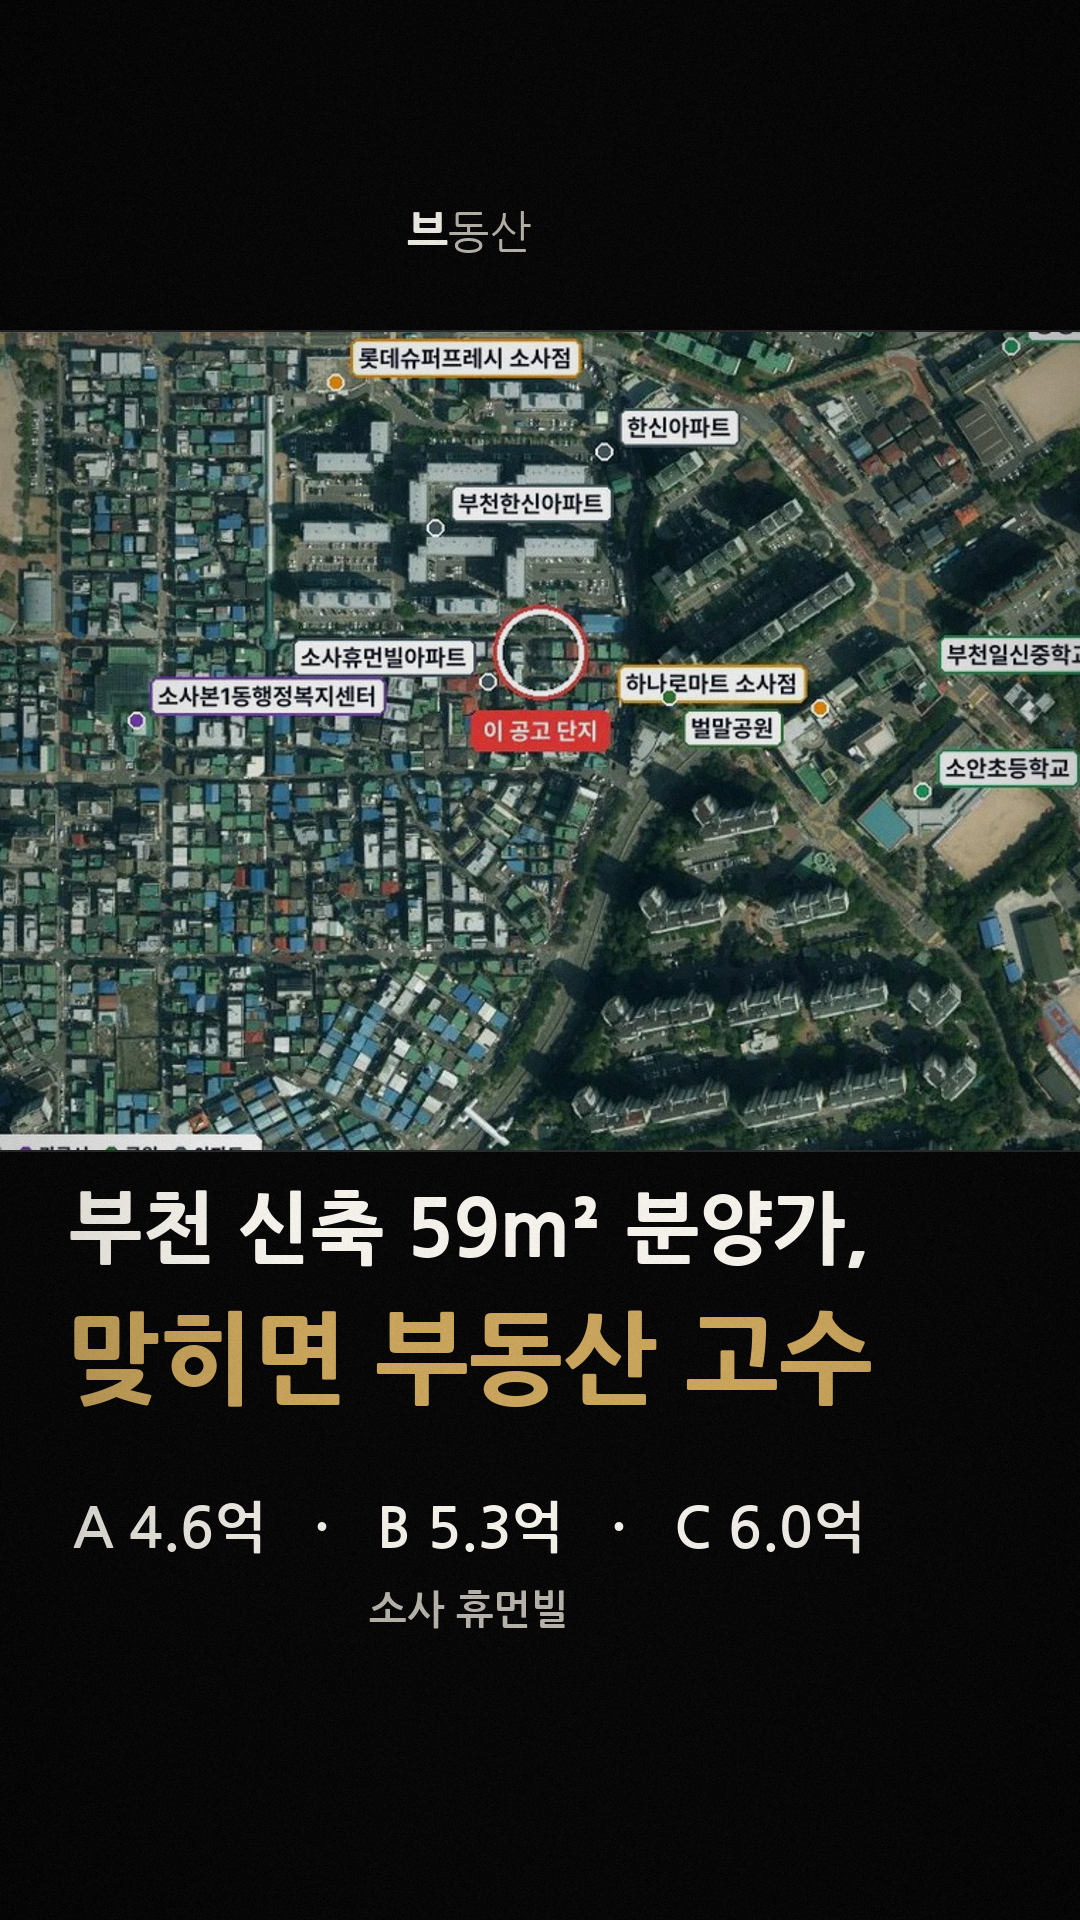 브동산
롯데슈퍼프레시 소사점
한신아파트
부천한신아파트
소사휴먼빌아파트
부천일신중학교
소사본1동행정복지센터
하나로마트 소사점
이 공고 단지
벌말공원
소안초등학교
부천 신축 59m² 분양가,
맞히면 부동산 고수
A 4.6억 · B 5.3억 · C 6.0억
소사 휴먼빌